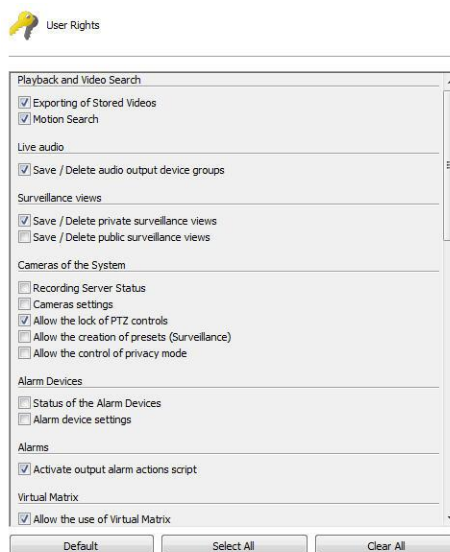 User Rights
Playback and Video Search
Exporting of Stored Videos
Motion Search
Live audio
Save / Delete audio output device groups
Surveillance views
Save / Delete private surveillance views
Save / Delete public surveillance views
Cameras of the System
Recording Server Status
Cameras settings
Allow the lock of PTZ controls
Allow the creation of presets (Surveillance)
Allow the control of privacy mode
Alarm Devices
Status of the Alarm Devices
Alarm device settings
Alarms
Activate output alarm actions script
Virtual Matrix
Allow the use of Virtual Matrix
Default Select All Clear All